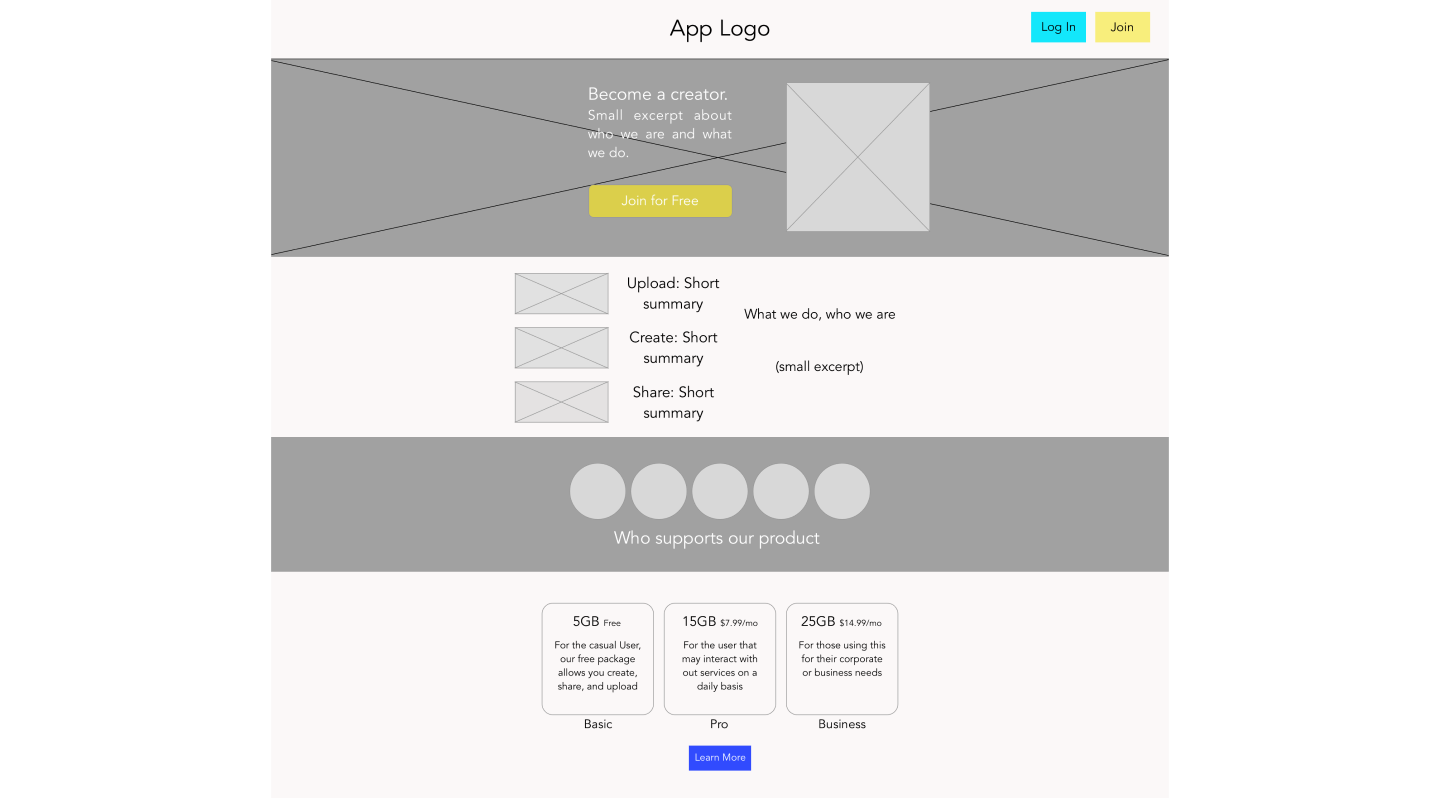 App Logo
Log In
Join
Become a creator.
Small excerpt about
who we are and what
we do.
Join for Free
Upload: Short
summary
Create: Short
summary
Share: Short
summary
What we do, who we are
(small excerpt)
Who supports our product
5GB Free
For the casual User,
our free package
allows you create,
share, and upload
Basic
15GB $7.99/mo
For the user that
may interact with
out services on a
daily basis
Pro
25GB $14.99/mo
For those using this
for their corporate
or business needs
Business
Learn More